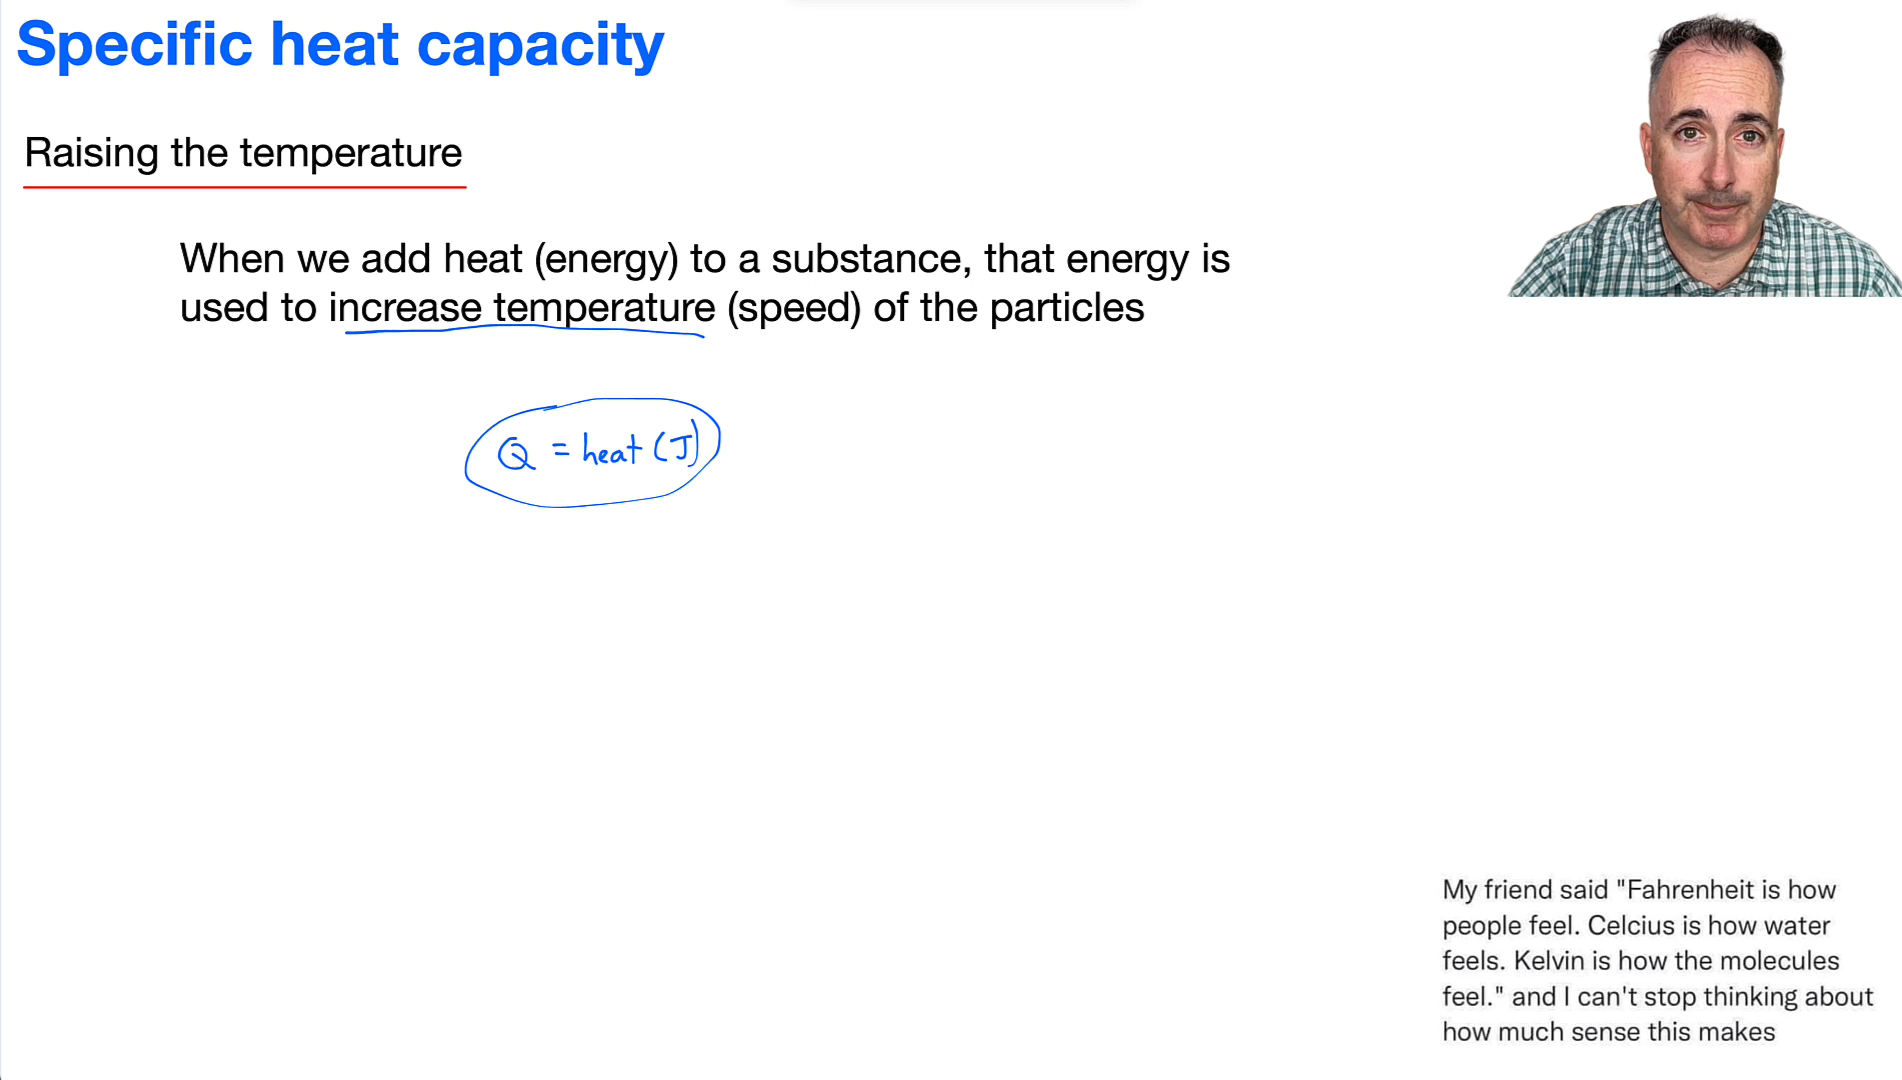 Specific heat capacity
Raising the temperature
When we add heat (energy) to a substance, that energy is
used to increase temperature (speed) of the particles
Q = heat (J)
My friend said "Fahrenheit is how
people feel. Celcius is how water
feels. Kelvin is how the molecules
feel." and I can't stop thinking about
how much sense this makes